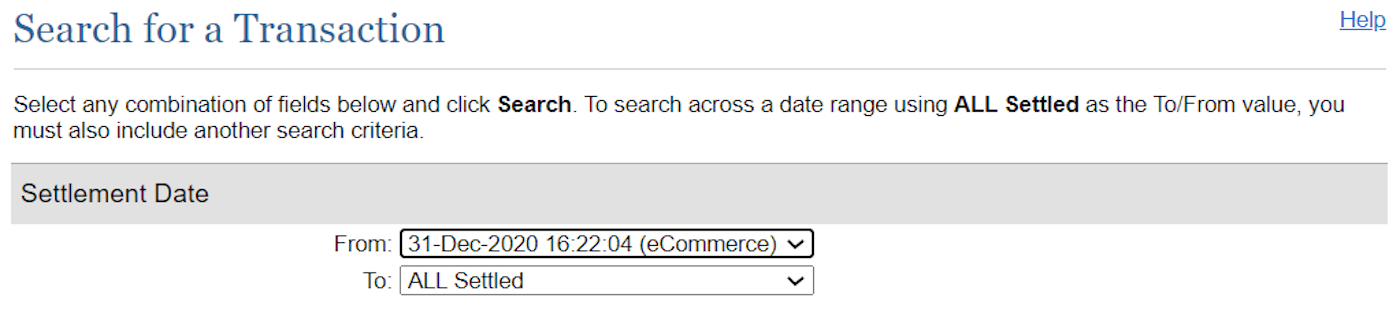 Search for a Transaction
Help
Select any combination of fields below and click Search. To search across a date range using ALL Settled as the To/From value, you
must also include another search criteria.
Settlement Date
From: 31-Dec-2020 16:22:04 (eCommerce)
To: ALL Settled